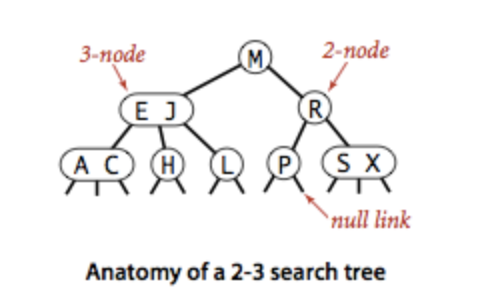 3-node
2-node
M
E J
R
A C
H
L
P
S X
null link
Anatomy of a 2-3 search tree